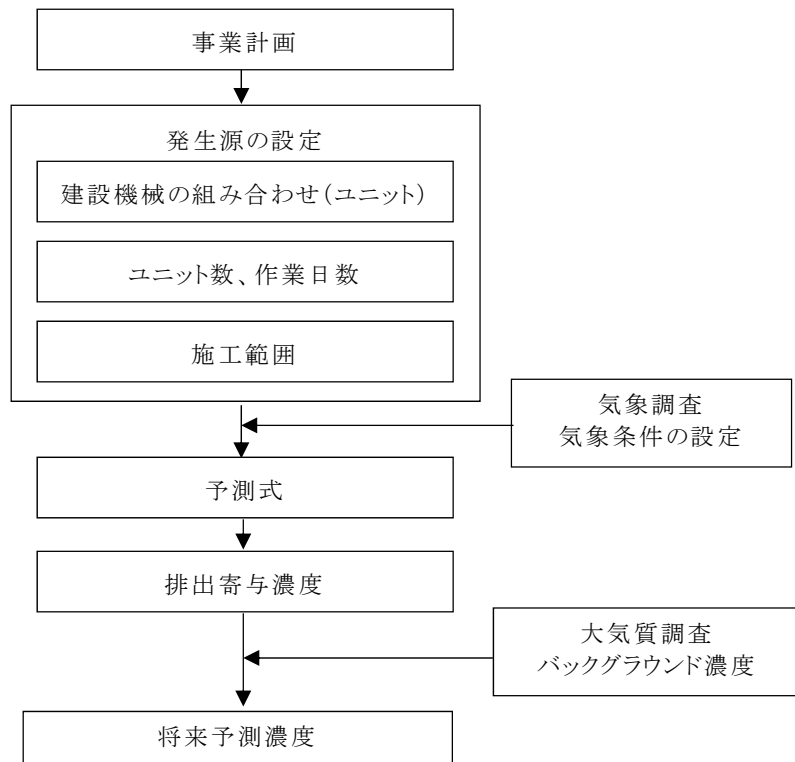 事業計画
発生源の設定
建設機械の組み合わせ(ユニット)
ユニット数、作業日数
施工範囲
気象調査
気象条件の設定
予測式
排出寄与濃度
大気質調査
バックグラウンド濃度
将来予測濃度